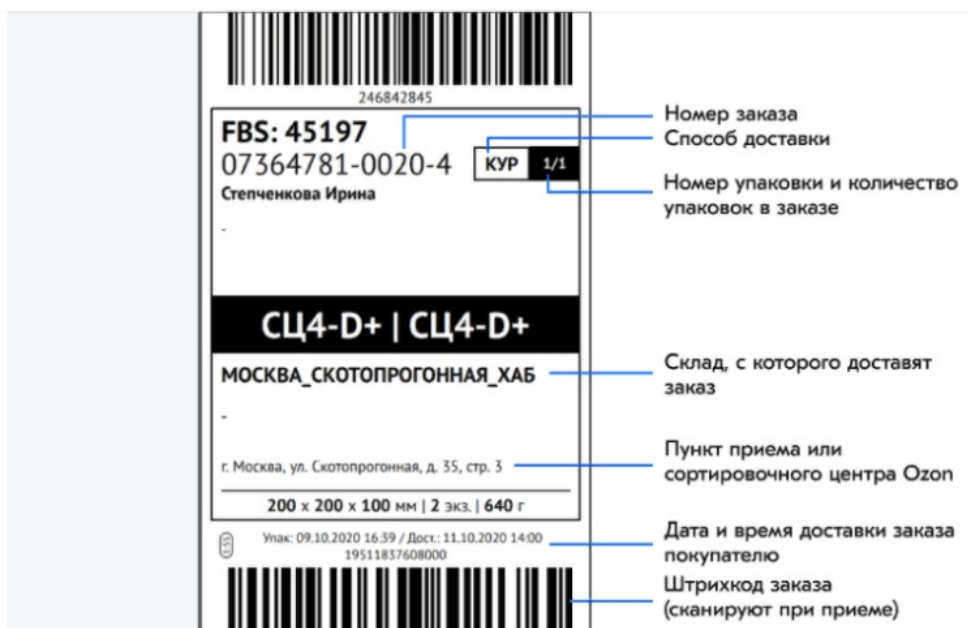 246842845
FBS: 45197
07364781-0020-4
КУР 1/1
Степченкова Ирина
-
СЦ4-D+ | СЦ4-D+
МОСКВА_СКОТОПРОГОННАЯ_ХАБ
-
г. Москва, ул. Скотопрогонная, д. 35, стр. 3
200 x 200 x 100 мм | 2 экз. | 640 г
Упак: 09.10.2020 16:39 / Дост.: 11.10.2020 14:00
19511837608000
Номер заказа
Способ доставки
Номер упаковки и количество
упаковок в заказе
Склад, с которого доставят
заказ
Пункт приема или
сортировочного центра Ozon
Дата и время доставки заказа
покупателю
Штрихкод заказа
(сканируют при приеме)